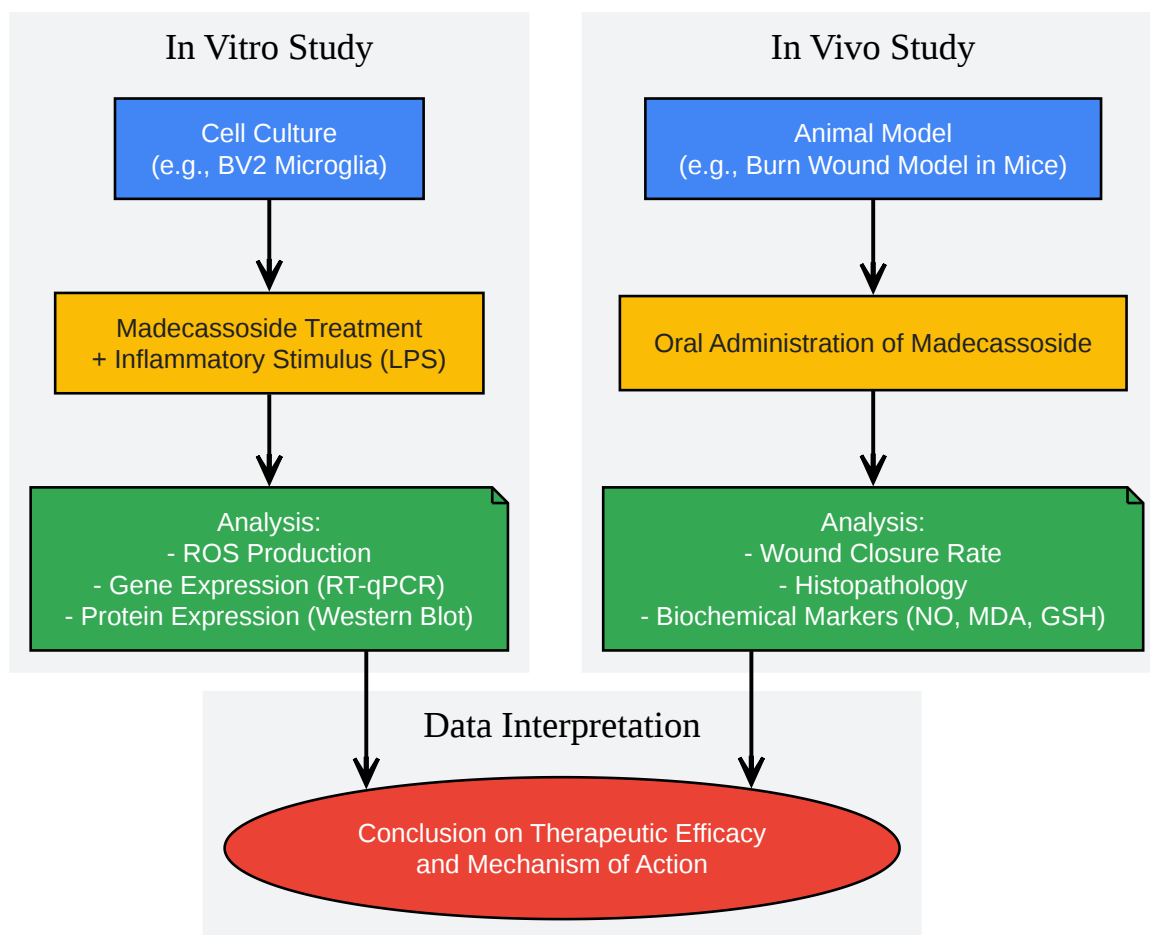 In Vitro Study
Cell Culture
(e.g., BV2 Microglia)
Madecassoside Treatment
+ Inflammatory Stimulus (LPS)
Analysis:
- ROS Production
- Gene Expression (RT-qPCR)
- Protein Expression (Western Blot)
In Vivo Study
Animal Model
(e.g., Burn Wound Model in Mice)
Oral Administration of Madecassoside
Analysis:
- Wound Closure Rate
- Histopathology
- Biochemical Markers (NO, MDA, GSH)
Data Interpretation
Conclusion on Therapeutic Efficacy
and Mechanism of Action